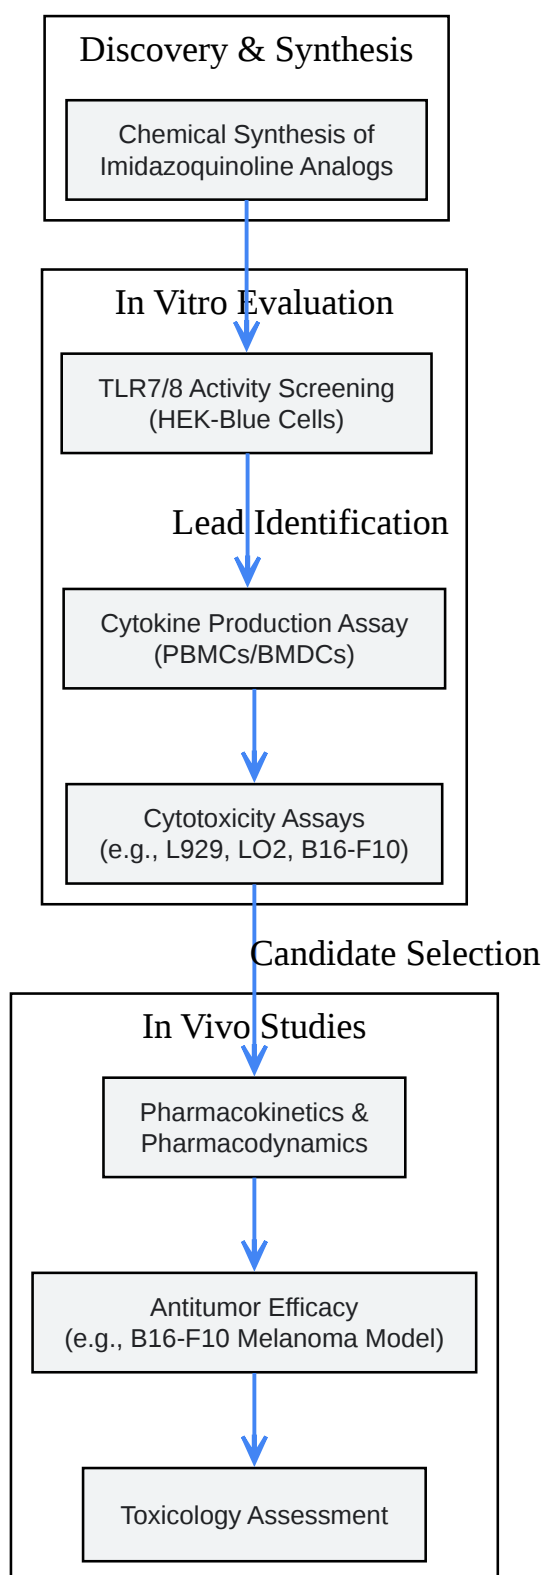 Discovery & Synthesis
Chemical Synthesis of
Imidazoquinoline Analogs
In Vitro Evaluation
TLR7/8 Activity Screening
(HEK-Blue Cells)
Lead Identification
Cytokine Production Assay
(PBMCs/BMDCs)
Cytotoxicity Assays
(e.g., L929, LO2, B16-F10)
Candidate Selection
In Vivo Studies
Pharmacokinetics &
Pharmacodynamics
Antitumor Efficacy
(e.g., B16-F10 Melanoma Model)
Toxicology Assessment